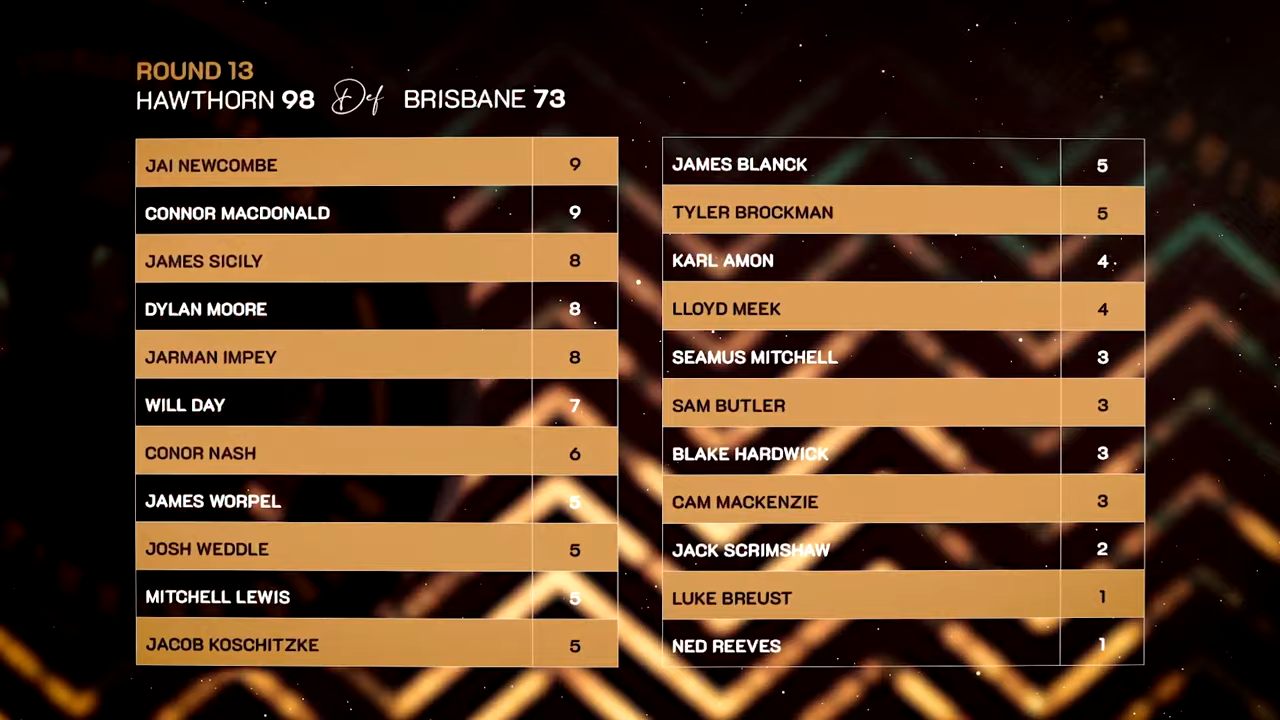 ROUND 13
HAWTHORN 98 Def BRISBANE 73
JAI NEWCOMBE 9
CONNOR MACDONALD 9
JAMES SICILY 8
DYLAN MOORE 8
JARMAN IMPEY 8
WILL DAY 7
CONOR NASH 6
JAMES WORPEL 5
JOSH WEDDLE 5
MITCHELL LEWIS 5
JACOB KOSCHITZKE 5
JAMES BLANCK 5
TYLER BROCKMAN 5
KARL AMON 4
LLOYD MEEK 4
SEAMUS MITCHELL 3
SAM BUTLER 3
BLAKE HARDWICK 3
CAM MACKENZIE 3
JACK SCRIMSHAW 2
LUKE BREUST 1
NED REEVES 1